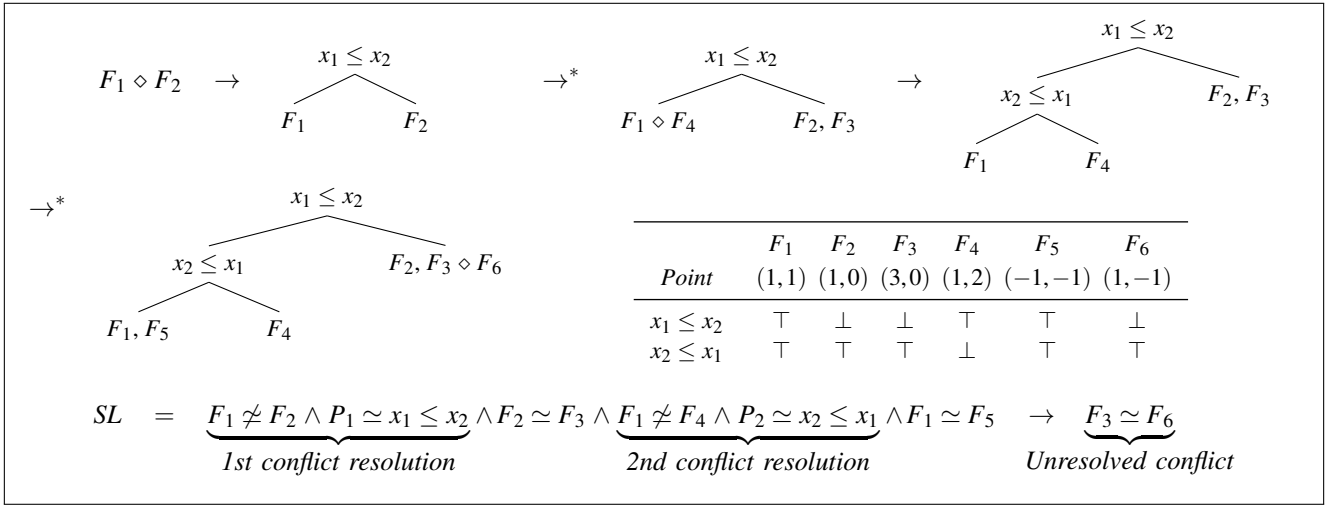 x₁ ≤ x₂ x₁ ≤ x₂ x₁ ≤ x₂
F₁ ⋄ F₂ → →* →
F₁ F₂ F₁ ⋄ F₄ F₂, F₃ x₂ ≤ x₁ F₂, F₃
F₁ F₄
→* x₁ ≤ x₂
x₂ ≤ x₁ F₂, F₃ ⋄ F₆
F₁, F₅ F₄
F₁ F₂ F₃ F₄ F₅ F₆
Point (1,1) (1,0) (3,0) (1,2) (−1,−1) (1,−1)
x₁ ≤ x₂ ⊤ ⊥ ⊥ ⊤ ⊤ ⊥
x₂ ≤ x₁ ⊤ ⊤ ⊤ ⊥ ⊤ ⊤
SL = F₁ ≄ F₂ ∧ P₁ ≃ x₁ ≤ x₂ ∧ F₂ ≃ F₃ ∧ F₁ ≄ F₄ ∧ P₂ ≃ x₂ ≤ x₁ ∧ F₁ ≃ F₅ → F₃ ≃ F₆
1st conflict resolution 2nd conflict resolution Unresolved conflict